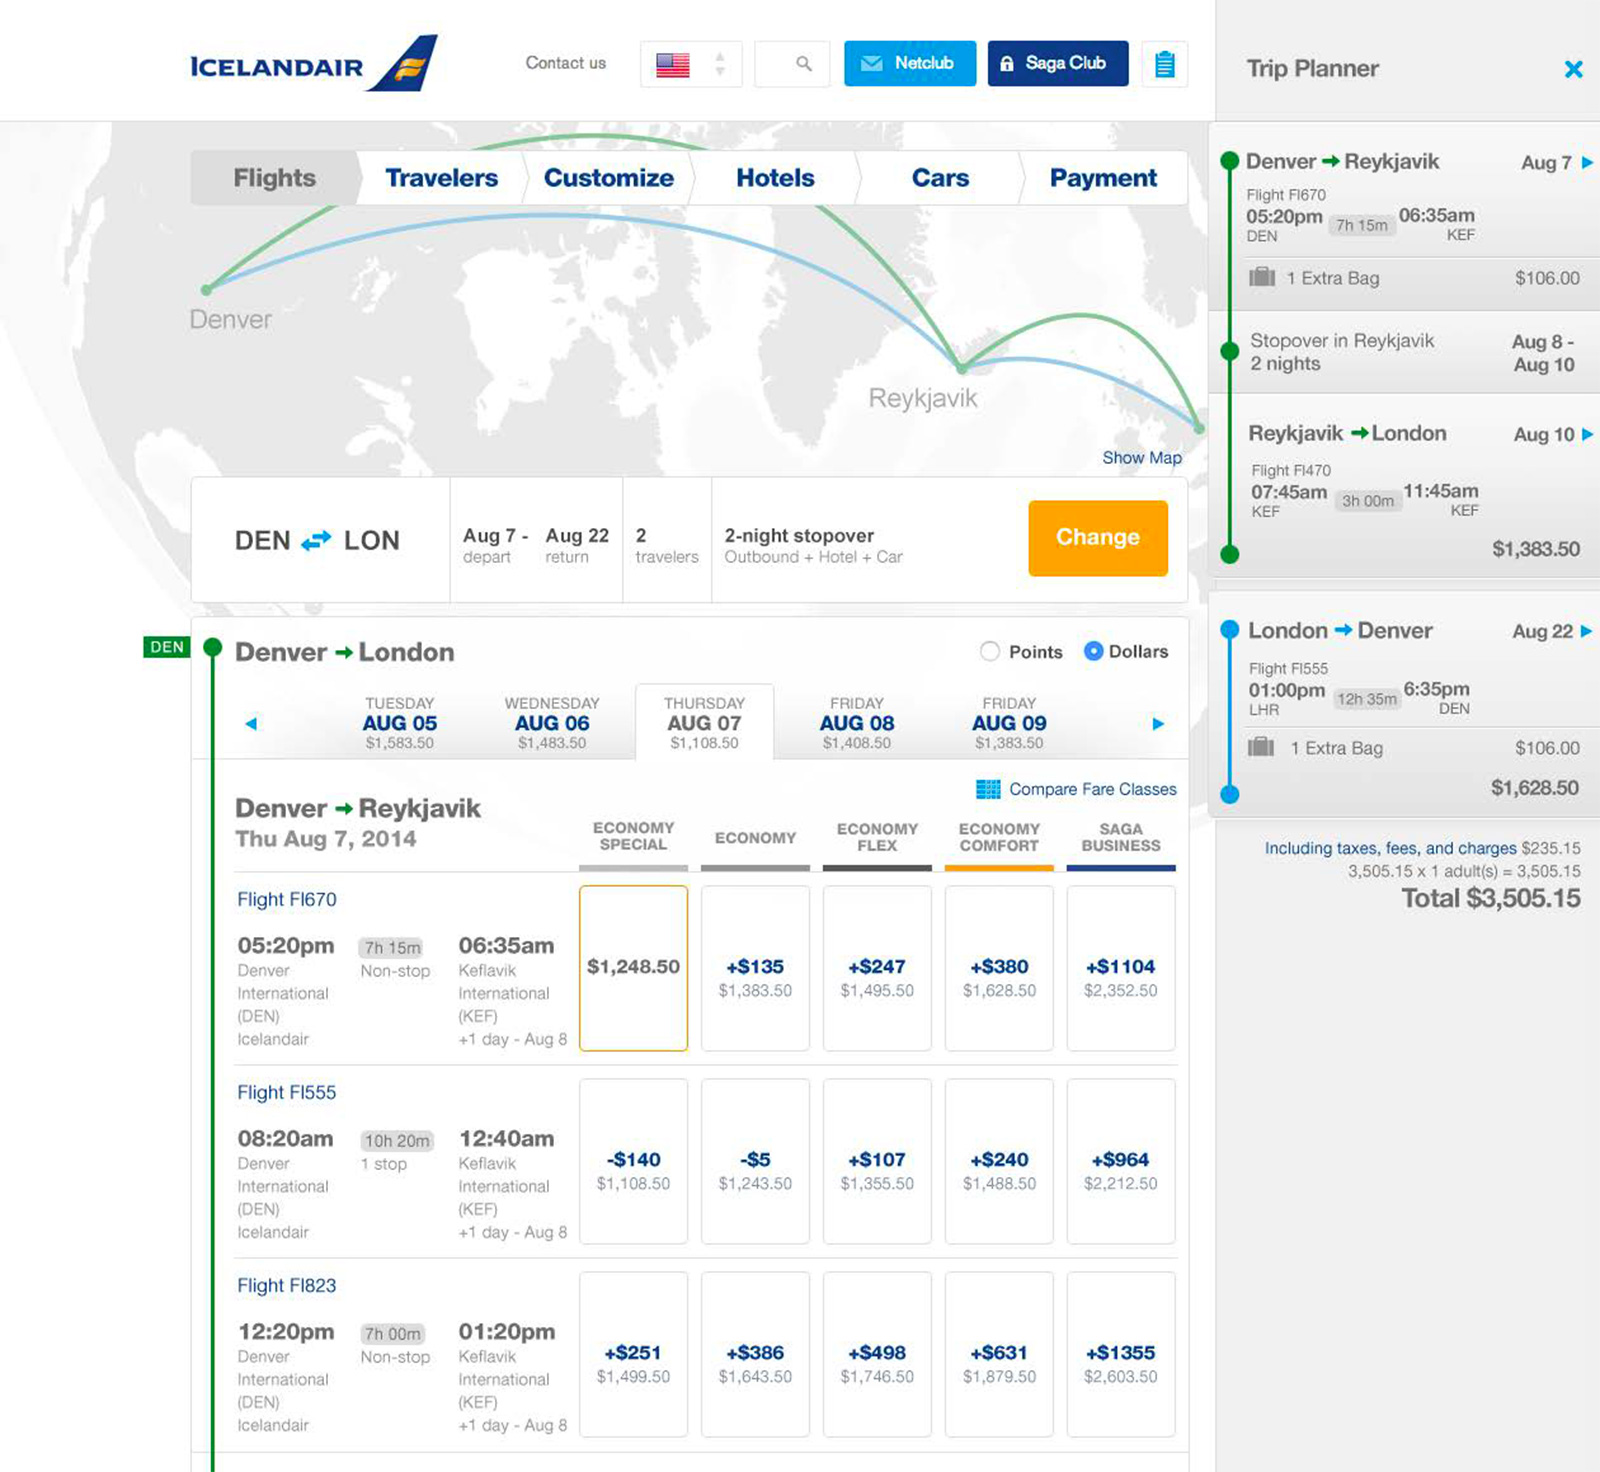 ICELANDAIR
Contact us
Netclub
Saga Club
Trip Planner
Flights
Travelers
Customize
Hotels
Cars
Payment
Denver
Reykjavik
Show Map
DEN LON
Aug 7 - Aug 22
depart return
2
travelers
2-night stopover
Outbound + Hotel + Car
Change
DEN
Denver → London
Points Dollars
TUESDAY
AUG 05
$1,583.50
WEDNESDAY
AUG 06
$1,483.50
THURSDAY
AUG 07
$1,108.50
FRIDAY
AUG 08
$1,408.50
FRIDAY
AUG 09
$1,383.50
Compare Fare Classes
Denver → Reykjavik
Thu Aug 7, 2014
ECONOMY
SPECIAL
ECONOMY
ECONOMY
FLEX
ECONOMY
COMFORT
SAGA
BUSINESS
Flight FI670
05:20pm
Denver
International
(DEN)
Icelandair
7h 15m
Non-stop
06:35am
Keflavik
International
(KEF)
+1 day - Aug 8
$1,248.50
+$135
$1,383.50
+$247
$1,495.50
+$380
$1,628.50
+$1104
$2,352.50
Flight FI555
08:20am
Denver
International
(DEN)
Icelandair
10h 20m
1 stop
12:40am
Keflavik
International
(KEF)
+1 day - Aug 8
-$140
$1,108.50
-$5
$1,243.50
+$107
$1,355.50
+$240
$1,488.50
+$964
$2,212.50
Flight FI823
12:20pm
Denver
International
(DEN)
Icelandair
7h 00m
Non-stop
01:20pm
Keflavik
International
(KEF)
+1 day - Aug 8
+$251
$1,499.50
+$386
$1,643.50
+$498
$1,746.50
+$631
$1,879.50
+$1355
$2,603.50
Denver → Reykjavik Aug 7
Flight FI670
05:20pm 7h 15m 06:35am
DEN KEF
1 Extra Bag $106.00
Stopover in Reykjavik Aug 8 -
2 nights Aug 10
Reykjavik → London Aug 10
Flight FI470
07:45am 3h 00m 11:45am
KEF KEF
$1,383.50
London → Denver Aug 22
Flight FI555
01:00pm 12h 35m 6:35pm
LHR DEN
1 Extra Bag $106.00
$1,628.50
Including taxes, fees, and charges $235.15
3,505.15 x 1 adult(s) = 3,505.15
Total $3,505.15